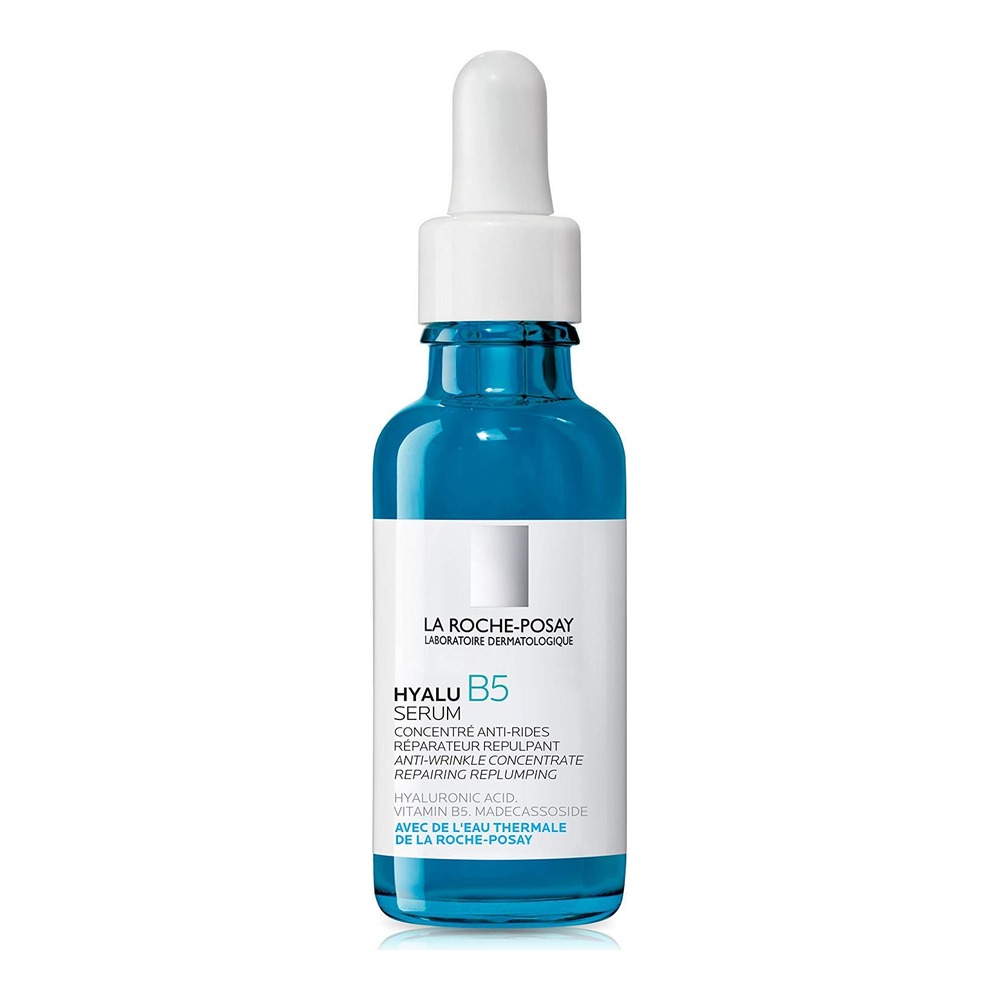 LA ROCHE-POSAY
LABORATOIRE DERMATOLOGIQUE
HYALU B5
SERUM
CONCENTRÉ ANTI-RIDES
RÉPARATEUR REPULPANT
ANTI-WRINKLE CONCENTRATE
REPAIRING REPLUMPING
HYALURONIC ACID.
VITAMIN B5. MADECASSOSIDE
AVEC DE L'EAU THERMALE
DE LA ROCHE-POSAY